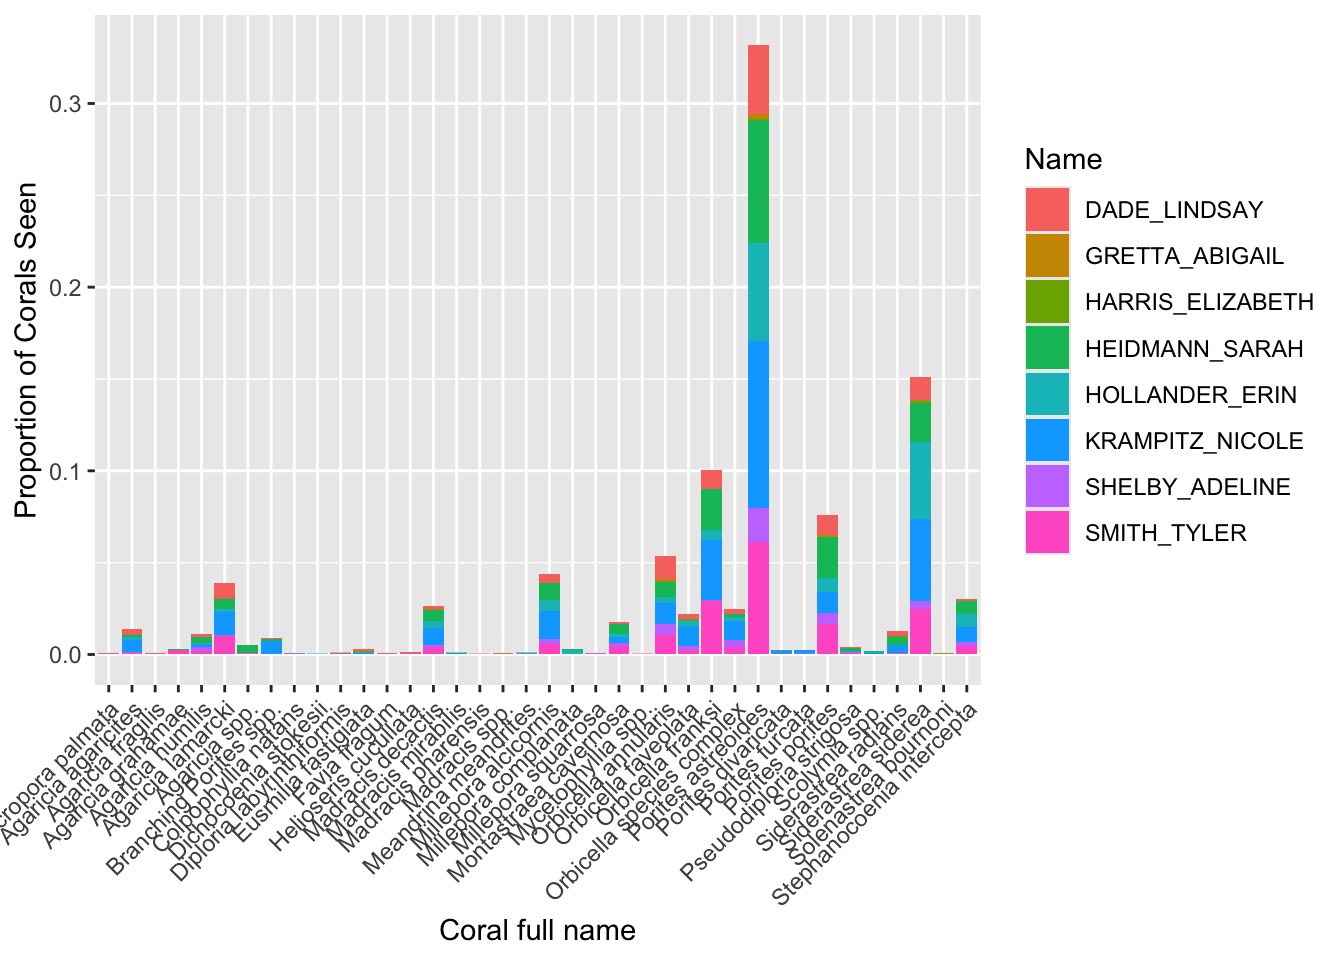 0.3
0.2
0.1
0.0
Proportion of Corals Seen
cropora palmata
Agaricia agaricites
Agaricia fragilis
Agaricia grahamae
Agaricia humilis
Agaricia lamarcki
Agaricia spp.
Branching Porites spp.
Colpophyllia natans
Dichocoenia stokesii
Diploria labyrinthiformis
Eusmilia fastigiata
Favia fragum
Helioseris cucullata
Madracis decactis
Madracis mirabilis
Madracis pharensis
Madracis spp.
Meandrina meandrites
Millepora alcicornis
Millepora complanata
Millepora squarrosa
Montastraea cavernosa
Mycetophyllia spp.
Orbicella annularis
Orbicella faveolata
Orbicella franksi
Orbicella species complex
Porites astreoides
Porites divaricata
Porites furcata
Porites porites
Pseudodiploria strigosa
Scolymia spp.
Siderastrea radians
Siderastrea siderea
Solenastrea bournoni
Stephanocoenia intercepta
Coral full name
Name
DADE_LINDSAY
GRETTA_ABIGAIL
HARRIS_ELIZABETH
HEIDMANN_SARAH
HOLLANDER_ERIN
KRAMPITZ_NICOLE
SHELBY_ADELINE
SMITH_TYLER